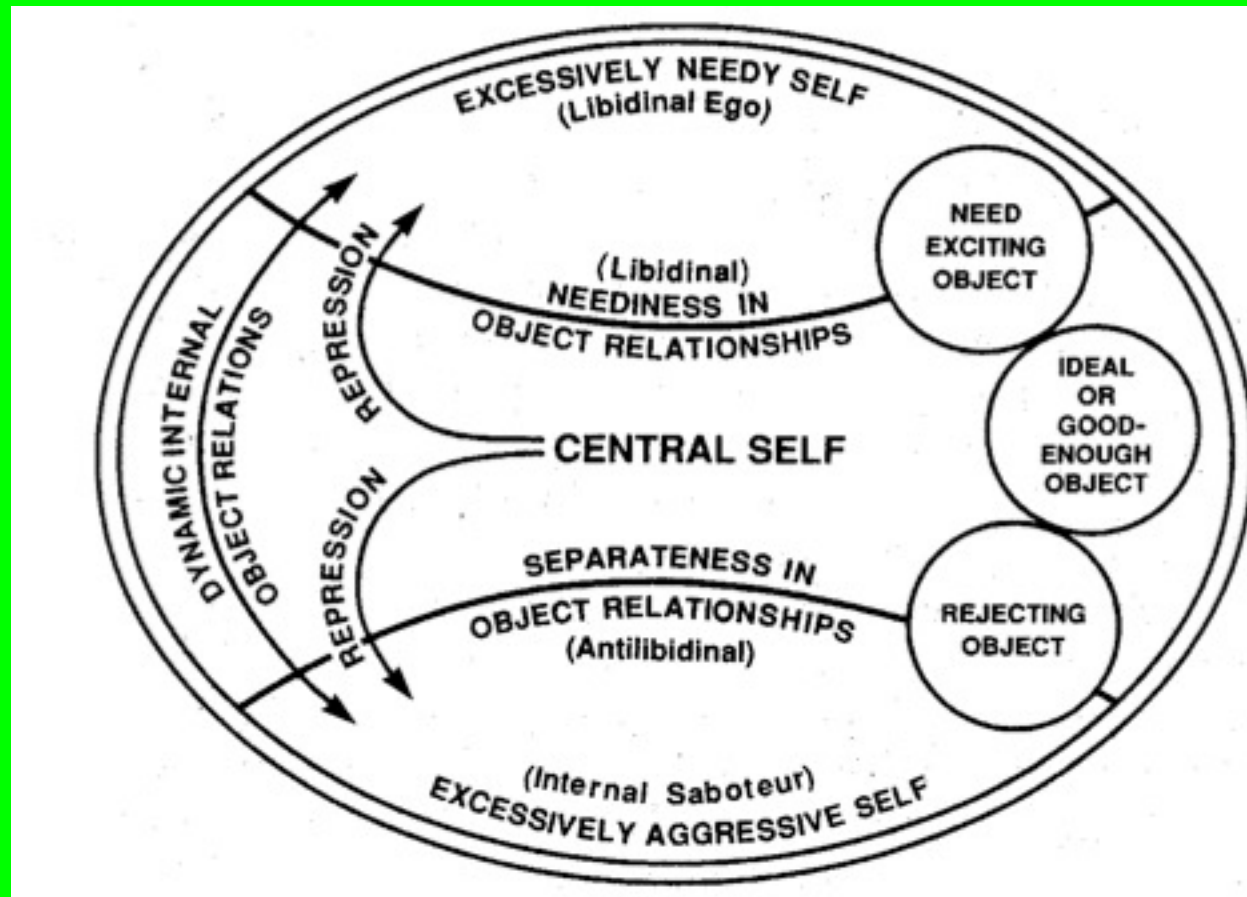 EXCESSIVELY NEEDY SELF
(Libidinal Ego)
NEED
EXCITING
OBJECT
(Libidinal)
NEEDINESS IN
OBJECT RELATIONSHIPS
REPRESSION
DYNAMIC INTERNAL
OBJECT RELATIONS
IDEAL
OR
GOOD-
ENOUGH
OBJECT
CENTRAL SELF
REPRESSION
SEPARATENESS IN
OBJECT RELATIONSHIPS
(Antilibidinal)
REJECTING
OBJECT
(Internal Saboteur)
EXCESSIVELY AGGRESSIVE SELF